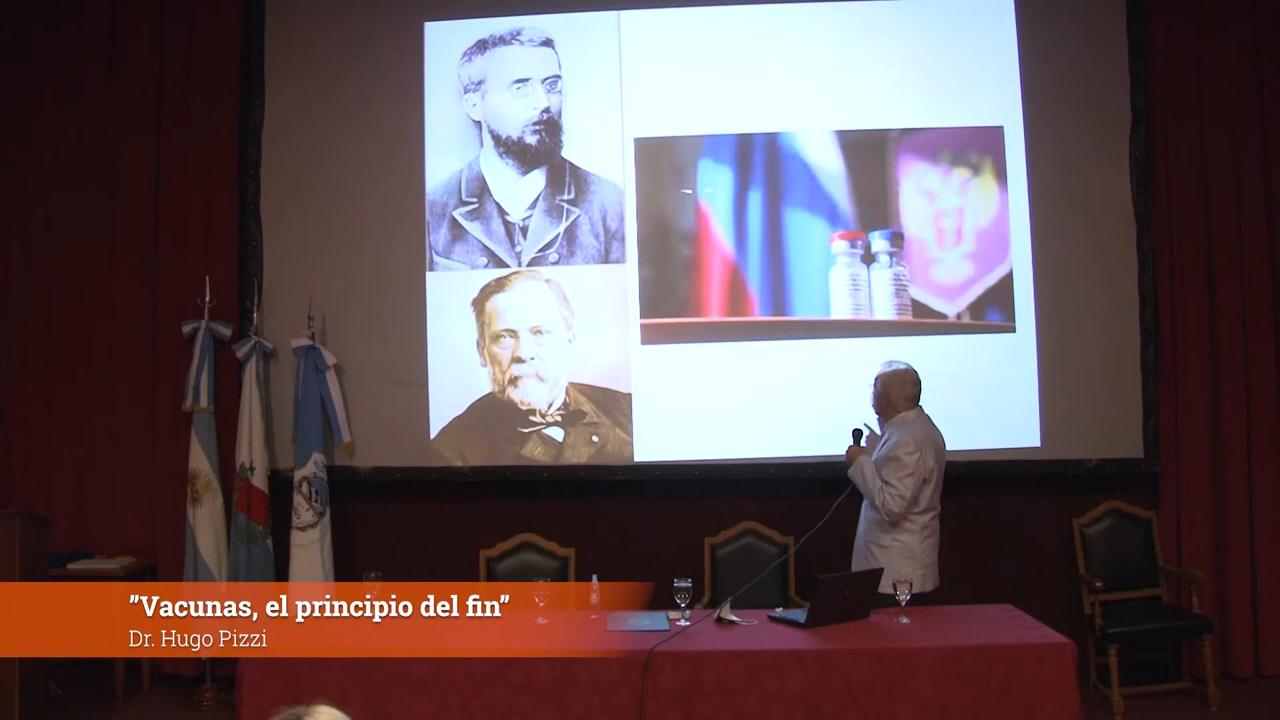 ”Vacunas, el principio del fin”
Dr. Hugo Pizzi